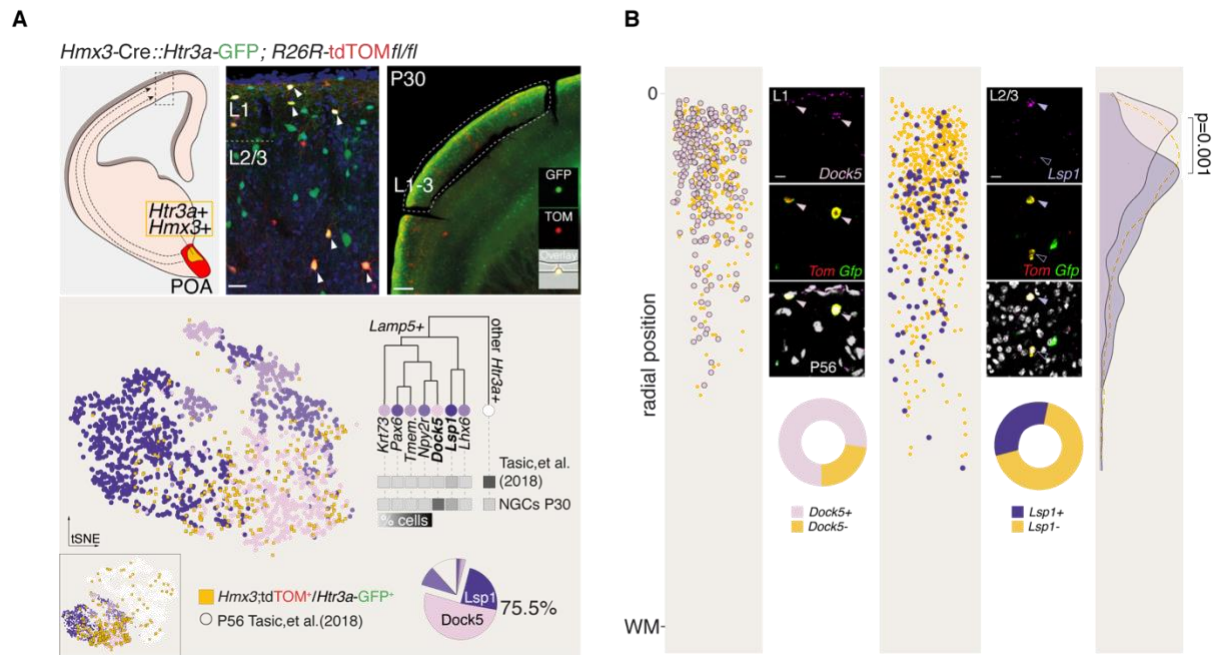 A
Hmx3-Cre::Htr3a-GFP; R26R-tdTOMfl/fl
Htr3a+
Hmx3+
POA
L1
L2/3
P30
L1-3
GFP
TOM
Overlay
Lamp5+
other Htr3a+
Krt73
Pax6
Tmem.
Npy2r
Dock5
Lsp1
Lhx6
Tasic,et al.
(2018)
NGCs P30
% cells
tSNE
Hmx3;tdTOM+/Htr3a-GFP+
P56 Tasic,et al.(2018)
Lsp1
Dock5
75.5%
B
0
radial position
WM
L1
Dock5
Tom Gfp
P56
Dock5+
Dock5-
L2/3
Lsp1
Tom Gfp
Lsp1+
Lsp1-
p=0.001